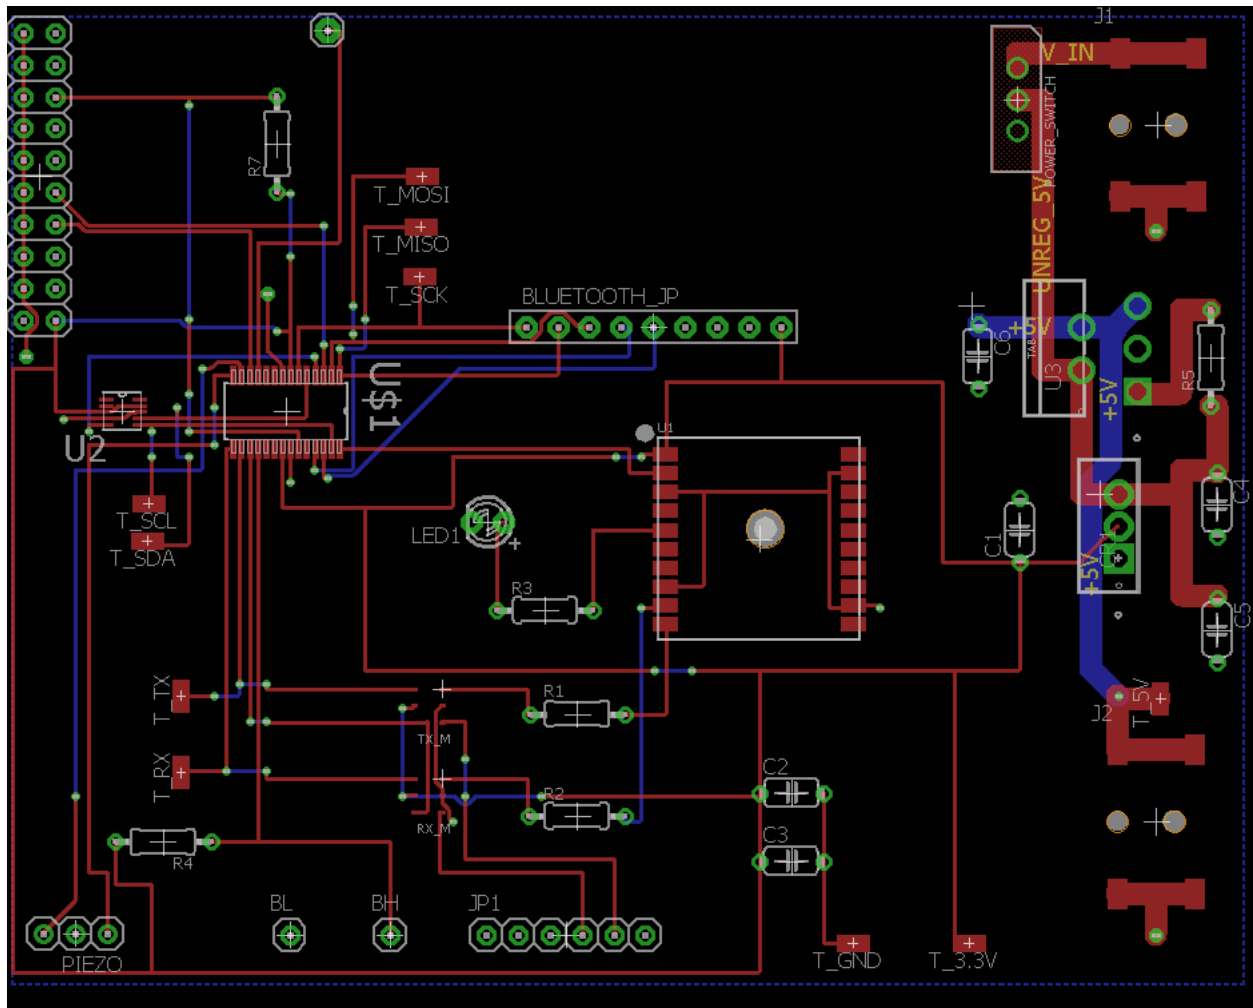 J1
V_IN
POWER_SWITCH
R7
T_MOSI
T_MISO
UNREG_5V
T_SCK
BLUETOOTH_JP
+5V
C6
TAB
U3
R5
+5V
U$1
U2
U1
T_SCL
T_SDA
LED1
+
C1
C4
CR1
+5V
R3
C5
T_TX
R1
T_5V
J2
TX_M
T_RX
C2
R2
RX_M
C3
R4
BL
BH
JP1
PIEZO
T_GND
T_3.3V